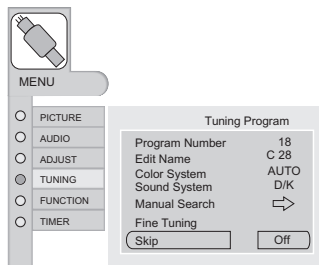 MENU
PICTURE
AUDIO
ADJUST
TUNING
FUNCTION
TIMER
Tuning Program
Program Number 18
Edit Name C 28
Color System AUTO
Sound System D/K
Manual Search
Fine Tuning
Skip Off